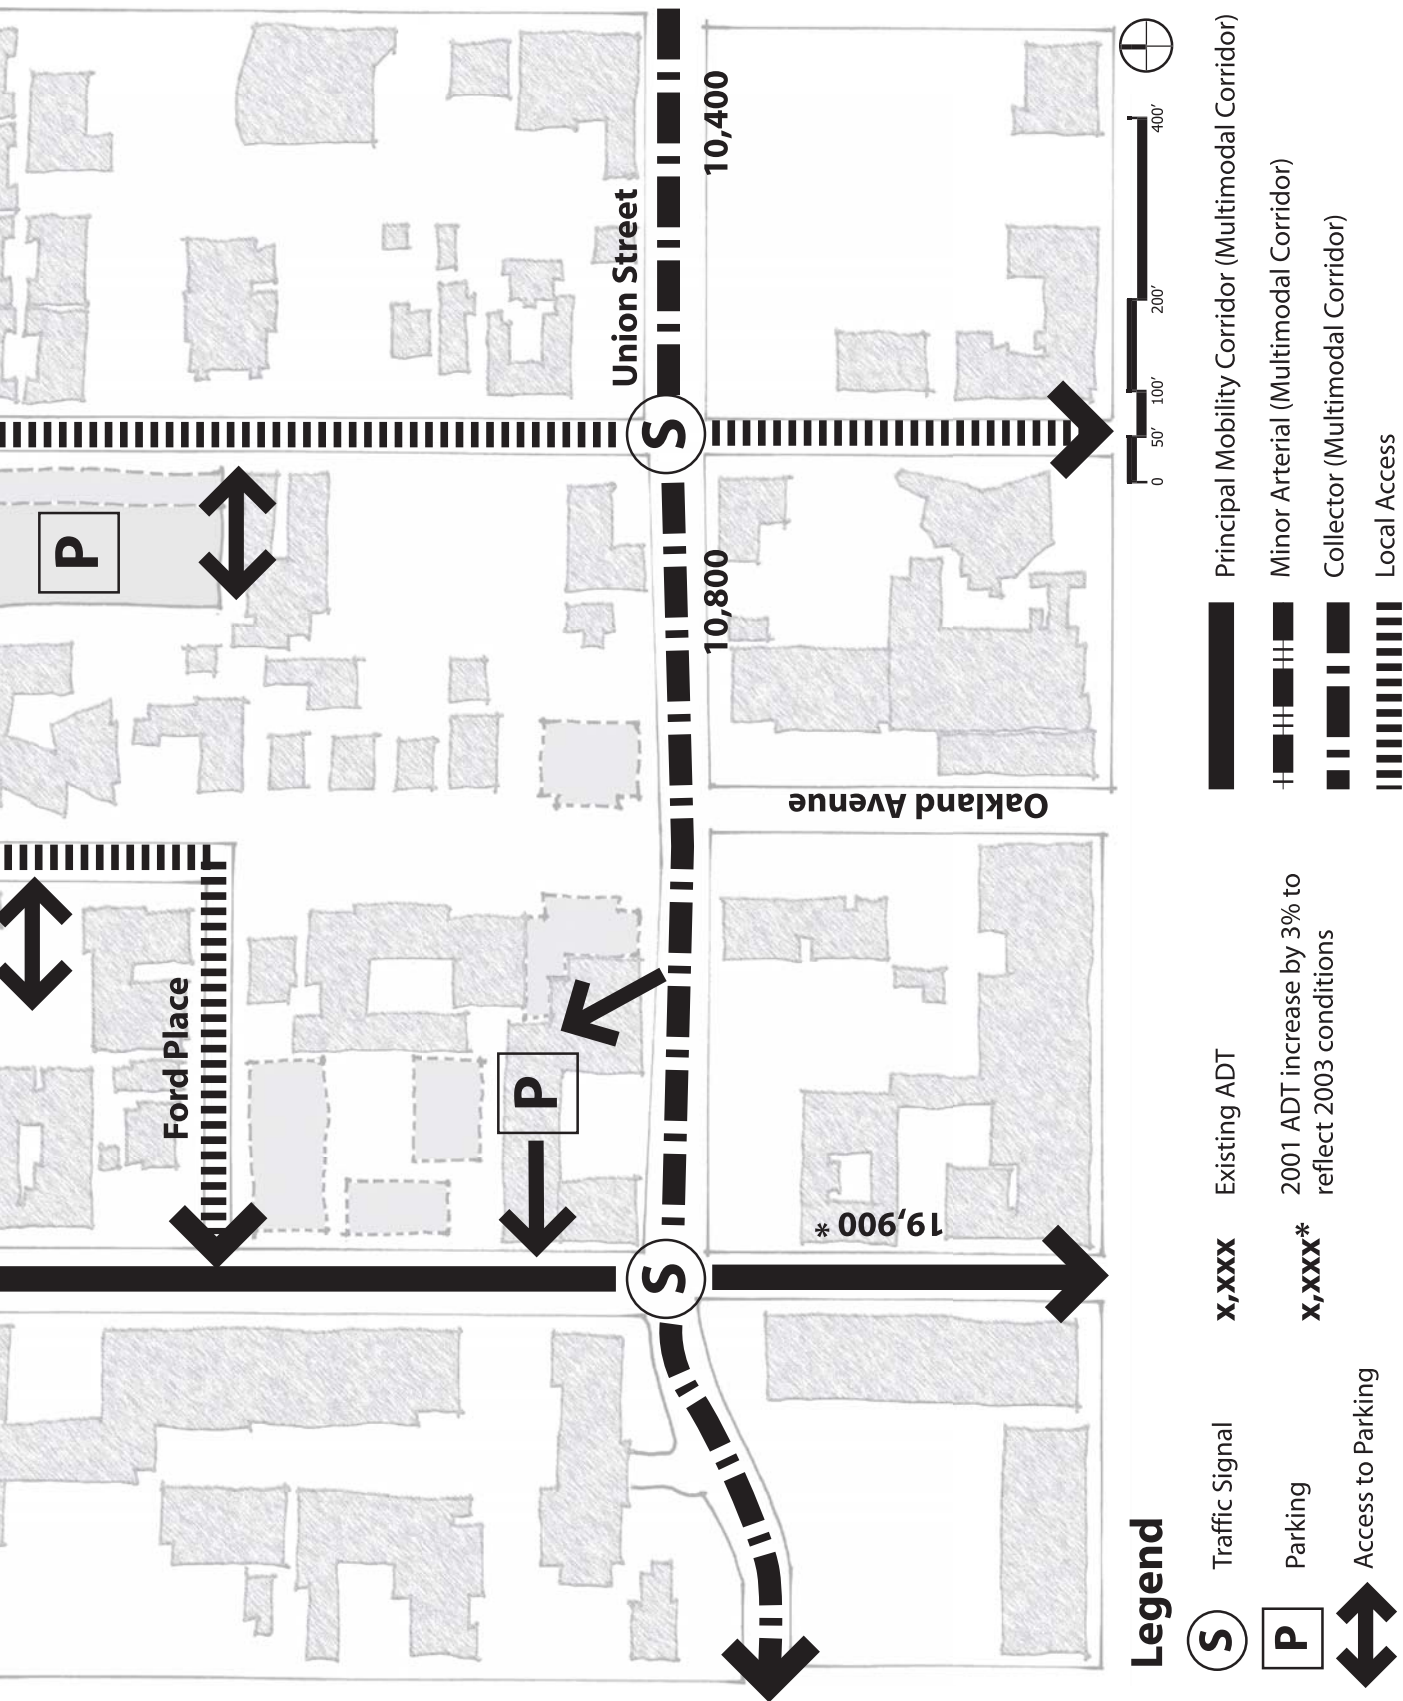 Union Street
10,400
10,800
P
S
Ford Place
P
Oakland Avenue
19,900 *
S
0
50’
100’
200’
400’
Legend
S
Traffic Signal
P
Parking
Access to Parking
x,xxx
Existing ADT
x,xxx*
2001 ADT increase by 3% to
reflect 2003 conditions
Principal Mobility Corridor (Multimodal Corridor)
Minor Arterial (Multimodal Corridor)
Collector (Multimodal Corridor)
Local Access